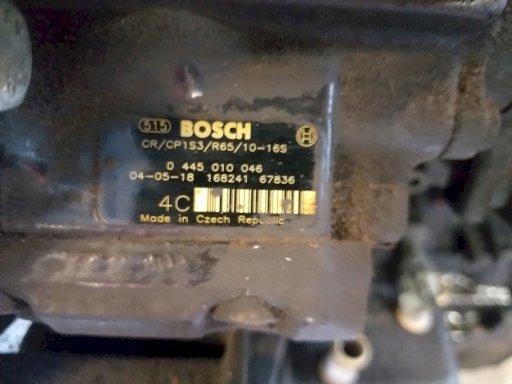 515 BOSCH
CR/CP1S3/R65/10-16S
0 445 010 046
04-05-18 168241 67836
4C
Made in Czech Republic